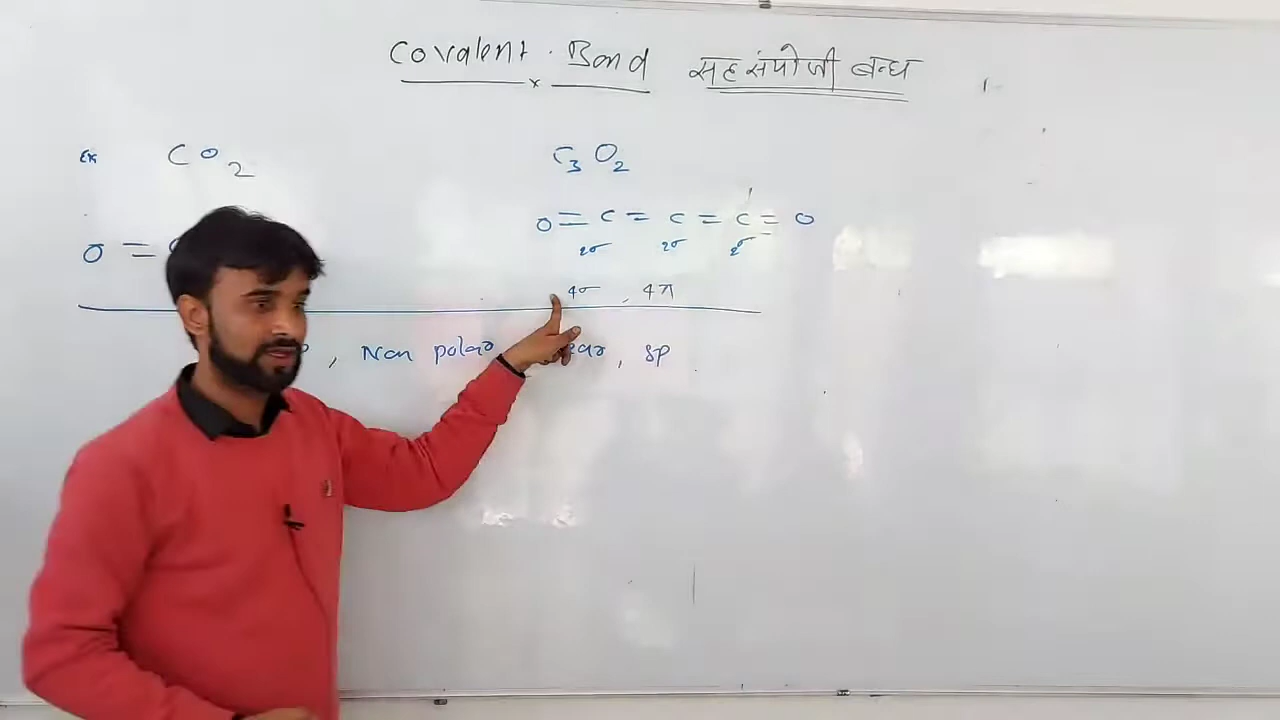 Covalent Bond सहसंयोजी बन्ध
Ex CO2 C3O2
O = O = C = C = C = O
2σ 2σ 2σ
4σ , 4π
, Non polar , sp